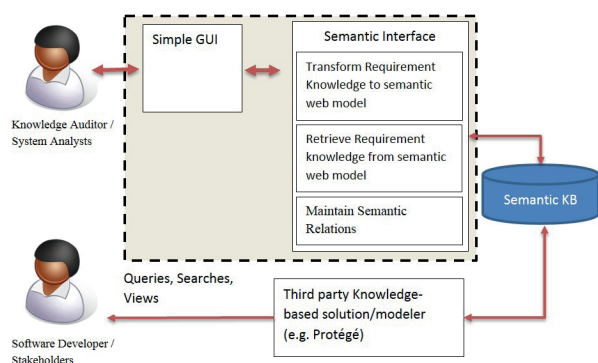 Simple GUI
Semantic Interface
Transform Requirement
Knowledge to semantic
web model
Retrieve Requirement
knowledge from semantic
web model
Maintain Semantic
Relations
Knowledge Auditor /
System Analysts
Semantic KB
Queries, Searches,
Views
Third party Knowledge-
based solution/modeler
(e.g. Protégé)
Software Developer /
Stakeholders